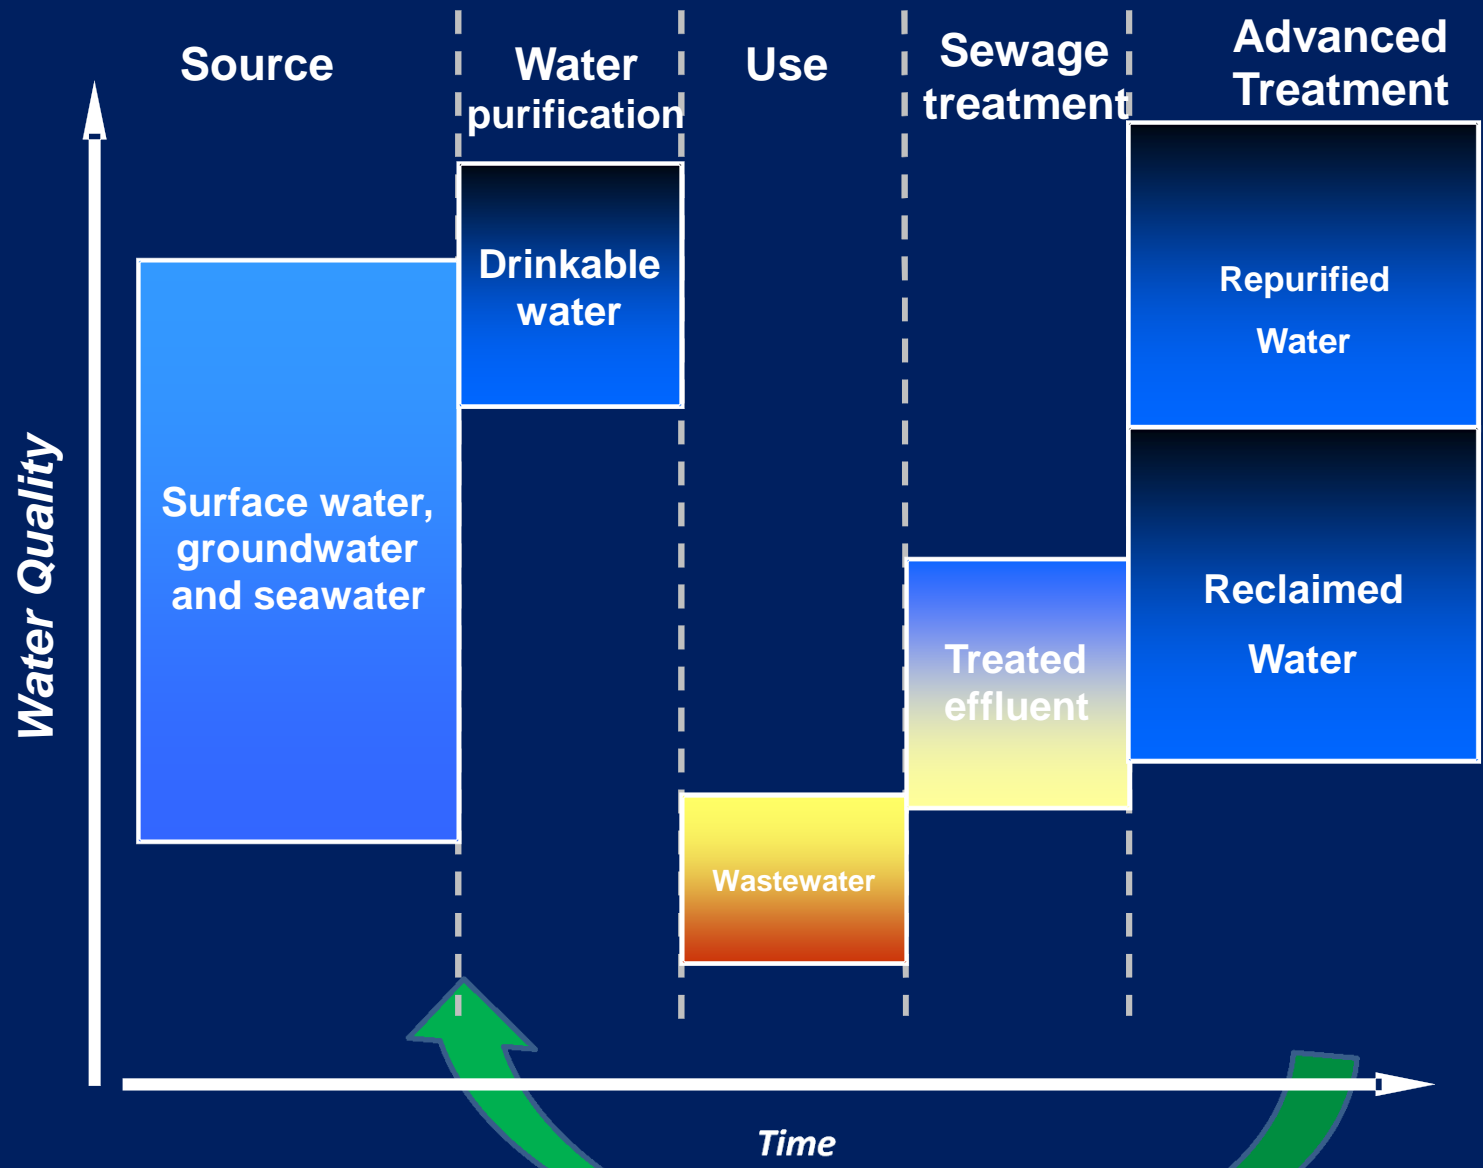 Source
Water
purification
Use
Sewage
treatment
Advanced
Treatment
Water Quality
Surface water,
groundwater
and seawater
Drinkable
water
Wastewater
Treated
effluent
Repurified
Water
Reclaimed
Water
Time